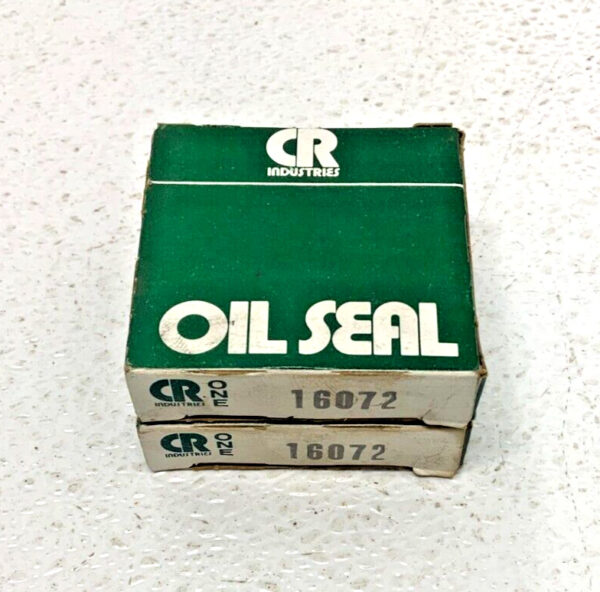 CR
INDUSTRIES
OIL SEAL
CR
INDUSTRIES
ONE
16072
CR
INDUSTRIES
ONE
16072